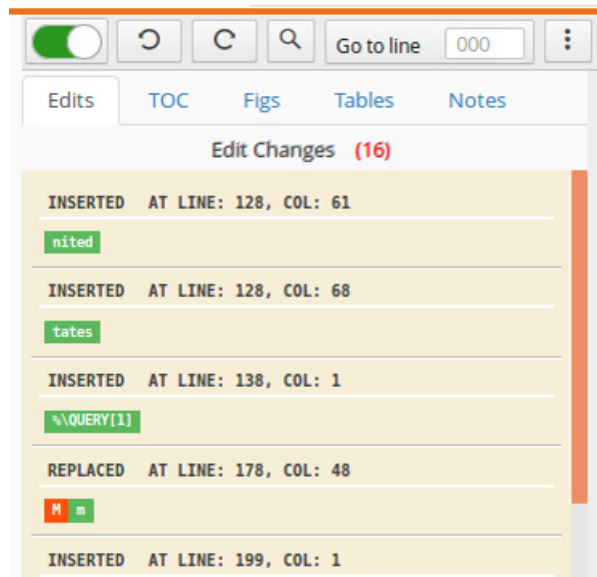 Go to line 000
Edits TOC Figs Tables Notes
Edit Changes (16)
INSERTED AT LINE: 128, COL: 61
nited
INSERTED AT LINE: 128, COL: 68
tates
INSERTED AT LINE: 138, COL: 1
%\QUERY[1]
REPLACED AT LINE: 178, COL: 48
M m
INSERTED AT LINE: 199, COL: 1